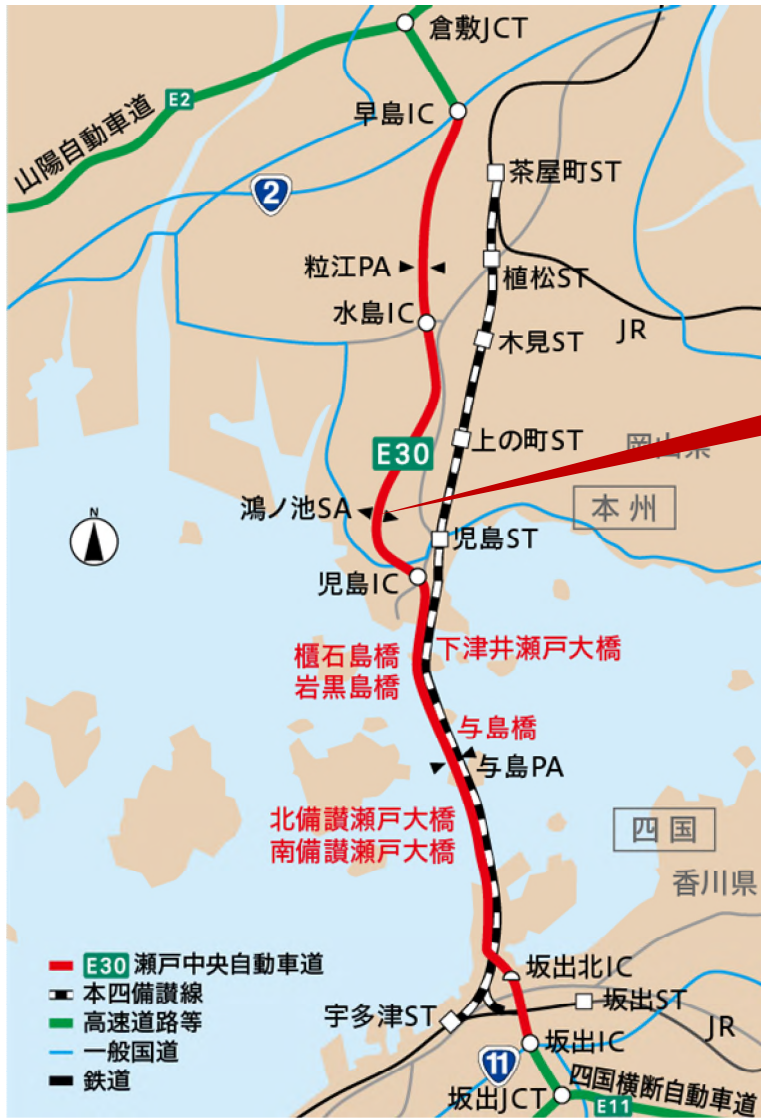 倉敷JCT
E2
山陽自動車道
早島IC
茶屋町ST
2
粒江PA
植松ST
水島IC
木見ST
JR
上の町ST
岡山県
E30
本州
鴻ノ池SA
児島ST
N
児島IC
下津井瀬戸大橋
櫃石島橋
岩黒島橋
与島橋
与島PA
北備讃瀬戸大橋
南備讃瀬戸大橋
四国
香川県
E30 瀬戸中央自動車道
本四備讃線
高速道路等
一般国道
鉄道
坂出北IC
坂出ST
宇多津ST
JR
坂出IC
11
四国横断自動車道
坂出JCT
E11